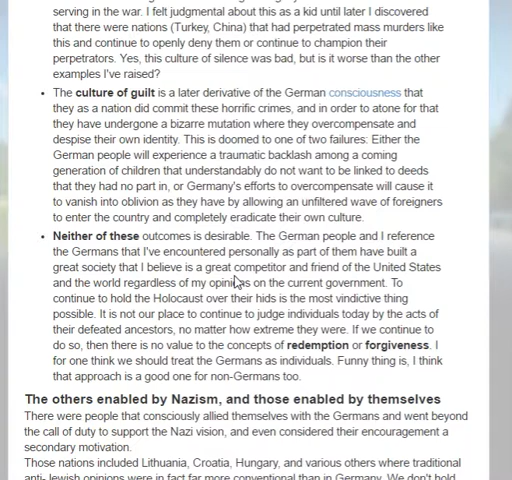 serving in the war. I felt judgmental about this as a kid until later I discovered
that there were nations (Turkey, China) that had perpetrated mass murders like
this and continue to openly deny them or continue to champion their
perpetrators. Yes, this culture of silence was bad, but is it worse than the other
examples I've raised?
• The culture of guilt is a later derivative of the German consciousness that
they as a nation did commit these horrific crimes, and in order to atone for that
they have undergone a bizarre mutation where they overcompensate and
despise their own identity. This is doomed to one of two failures: Either the
German people will experience a traumatic backlash among a coming
generation of children that understandably do not want to be linked to deeds
that they had no part in, or Germany's efforts to overcompensate will cause it
to vanish into oblivion as they have by allowing an unfiltered wave of foreigners
to enter the country and completely eradicate their own culture.
• Neither of these outcomes is desirable. The German people and I reference
the Germans that I've encountered personally as part of them have built a
great society that I believe is a great competitor and friend of the United States
and the world regardless of my opinions on the current government. To
continue to hold the Holocaust over their hids is the most vindictive thing
possible. It is not our place to continue to judge individuals today by the acts of
their defeated ancestors, no matter how extreme they were. If we continue to
do so, then there is no value to the concepts of redemption or forgiveness. I
for one think we should treat the Germans as individuals. Funny thing is, I think
that approach is a good one for non-Germans too.
The others enabled by Nazism, and those enabled by themselves
There were people that consciously allied themselves with the Germans and went beyond
the call of duty to support the Nazi vision, and even considered their encouragement a
secondary motivation.
Those nations included Lithuania, Croatia, Hungary, and various others where traditional
anti-Jewish opinions were in fact far more conventional than in Germany. We don't hold